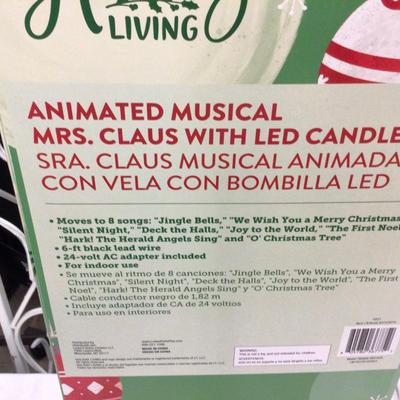 LIVING
ANIMATED MUSICAL
MRS. CLAUS WITH LED CANDLE
SRA. CLAUS MUSICAL ANIMADA
CON VELA CON BOMBILLA LED
• Moves to 8 songs: "Jingle Bells," "We Wish You a Merry Christmas
"Silent Night," "Deck the Halls," "Joy to the World," "The First Noel
"Hark! The Herald Angels Sing" and "O' Christmas Tree"
• 6-ft black lead wire
• 24-volt AC adapter included
• For indoor use
• Se mueve al ritmo de 8 canciones: "Jingle Bells", "We Wish You a Merry
Christmas", "Silent Night", "Deck the Halls", "Joy to the World", "The First
Noel", "Hark! The Herald Angels Sing" y "O' Christmas Tree"
• Cable conductor negro de 1,82 m
• Incluye adaptador de CA de 24 voltios
• Para uso en interiores
WARNING:
This is not a toy
ADVERTENCIA: